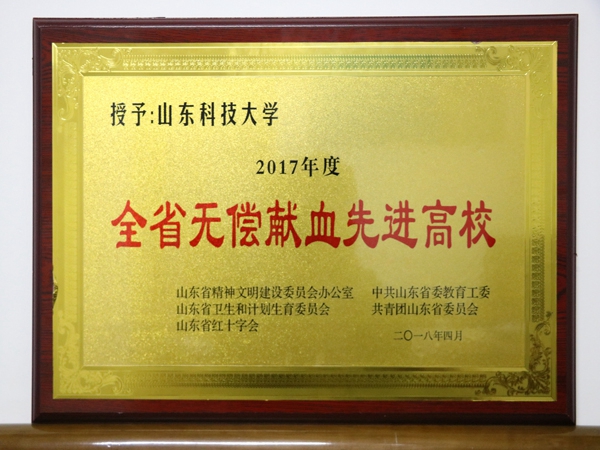 授予:山东科技大学
2017年度
全省无偿献血先进高校
山东省精神文明建设委员会办公室 中共山东省委教育工委
山东省卫生和计划生育委员会 共青团山东省委员会
山东省红十字会
二〇一八年四月